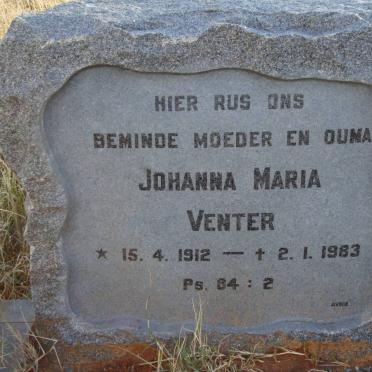 HIER RUS ONS
BEMINDE MOEDER EN OUMA
JOHANNA MARIA
VENTER
* 15. 4. 1912 — † 2. 1. 1983
Ps. 84 : 2